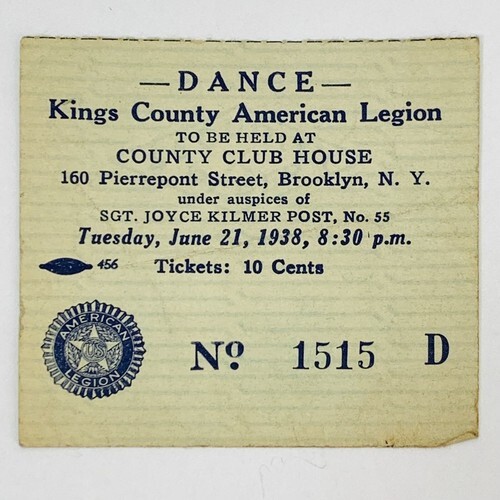 —DANCE—
Kings County American Legion
TO BE HELD AT
COUNTY CLUB HOUSE
160 Pierrepont Street, Brooklyn, N. Y.
under auspices of
SGT. JOYCE KILMER POST, No. 55
Tuesday, June 21, 1938, 8:30 p.m.
456 Tickets: 10 Cents
AMERICAN
US
LEGION
No. 1515 D